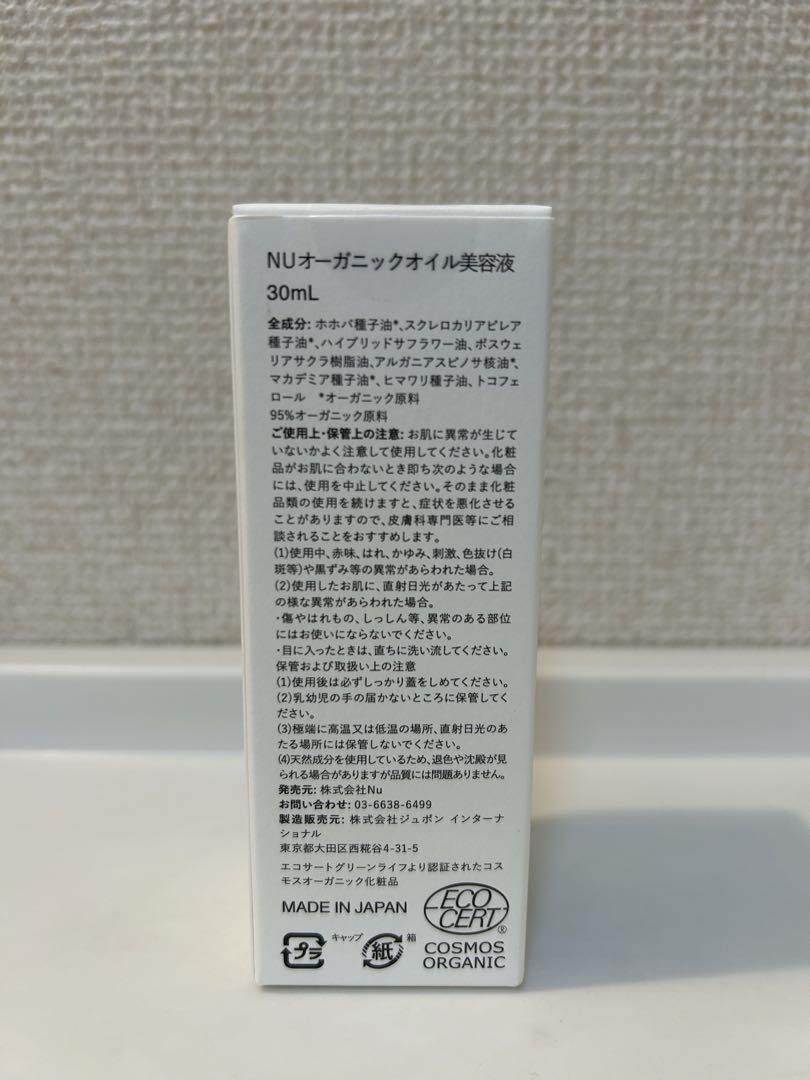 NUオーガニックオイル美容液
30mL
全成分: ホホバ種子油*、スクレロカリアビレア
種子油*、ハイブリッドサフラワー油、ボスウェ
リアサクラ樹脂油、アルガニアスピノサ核油*、
マカデミア種子油*、ヒマワリ種子油、トコフェ
ロール *オーガニック原料
95%オーガニック原料
ご使用上・保管上の注意: お肌に異常が生じて
いないかよく注意して使用してください。化粧
品がお肌に合わないとき即ち次のような場合
には、使用を中止してください。そのまま化粧
品類の使用を続けますと、症状を悪化させる
ことがありますので、皮膚科専門医等にご相
談されることをおすすめします。
(1)使用中、赤味、はれ、かゆみ、刺激、色抜け(白
斑等)や黒ずみ等の異常があらわれた場合。
(2)使用したお肌に、直射日光があたって上記
の様な異常があらわれた場合。
・傷やはれもの、しっしん等、異常のある部位
にはお使いにならないでください。
・目に入ったときは、直ちに洗い流してください。
保管および取扱い上の注意
(1)使用後は必ずしっかり蓋をしめてください。
(2)乳幼児の手の届かないところに保管してく
ださい。
(3)極端に高温又は低温の場所、直射日光のあ
たる場所には保管しないでください。
(4)天然成分を使用しているため、退色や沈殿が見
られる場合がありますが品質には問題ありません。
発売元: 株式会社Nu
お問い合わせ: 03-6638-6499
製造販売元: 株式会社ジュポン インターナ
ショナル
東京都大田区西糀谷4-31-5
エコサートグリーンライフより認証されたコス
モスオーガニック化粧品
MADE IN JAPAN
ECO
CERT®
プラ キャップ 紙 箱
COSMOS
ORGANIC